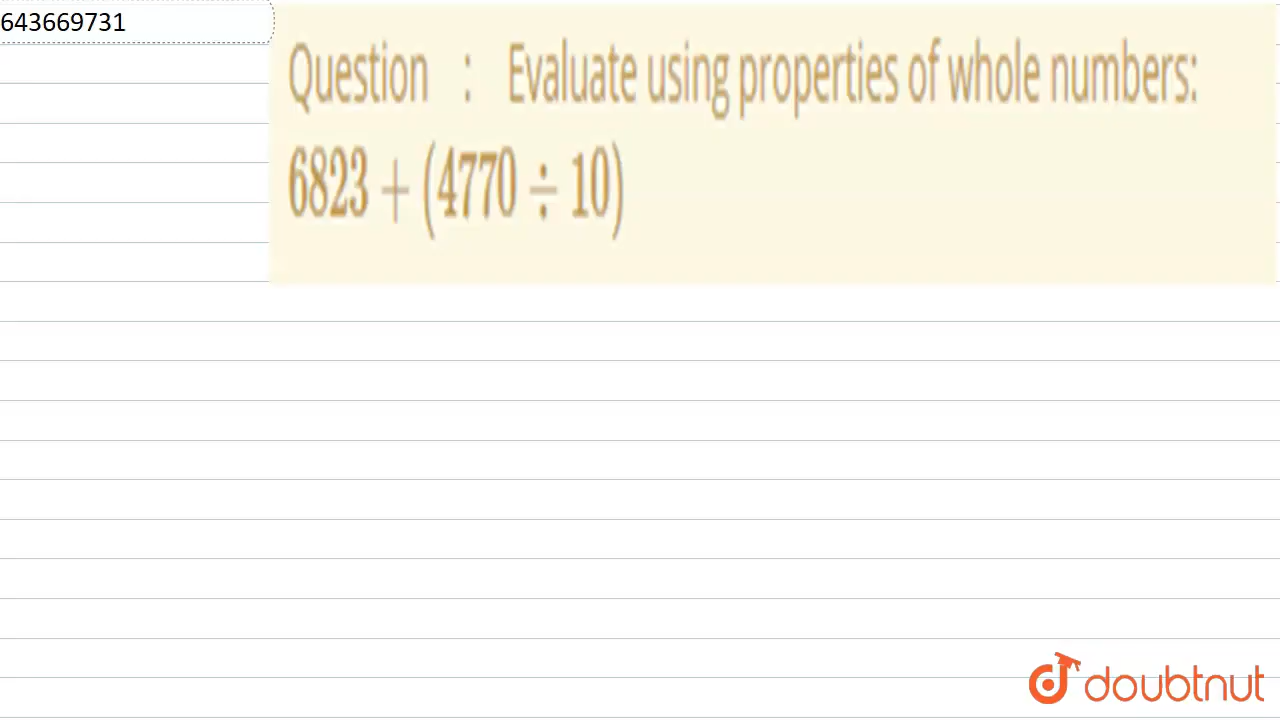 643669731
Question : Evaluate using properties of whole numbers:
6823 + (4770 ÷ 10)
doubtnut